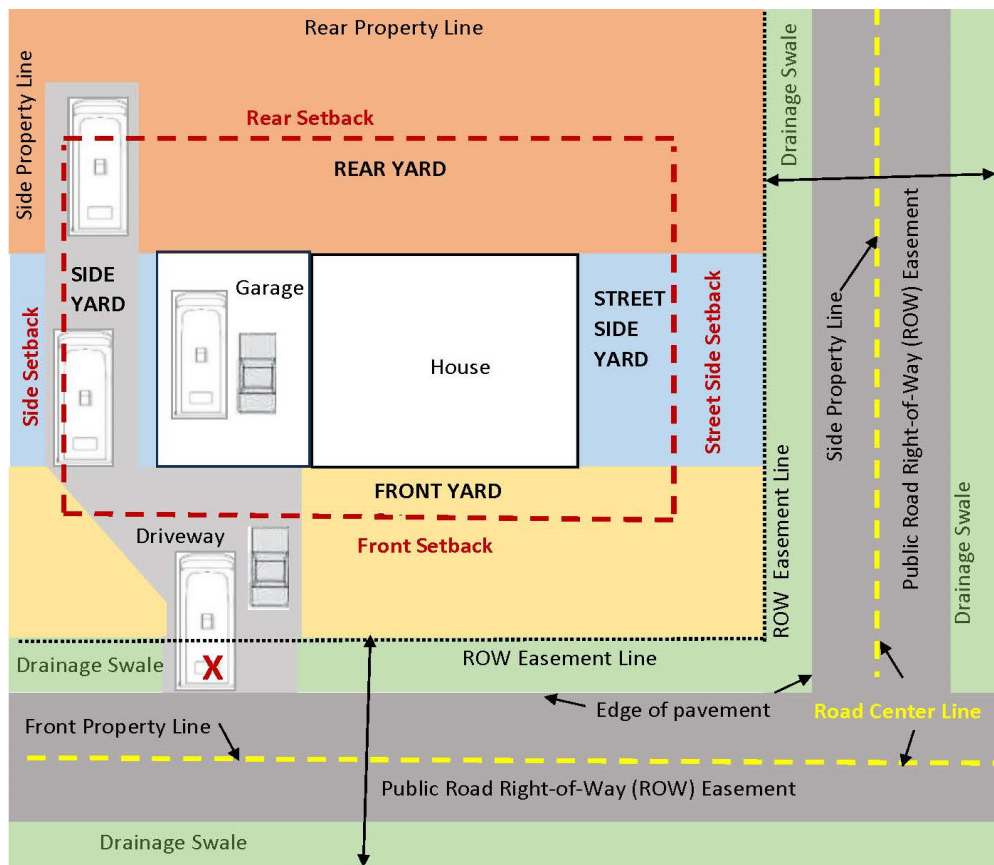 Rear Property Line
Side Property Line
Rear Setback
REAR YARD
Drainage Swale
SIDE
YARD
Garage
House
STREET
SIDE
YARD
Side Setback
Street Side Setback
Side Property Line
Public Road Right-of-Way (ROW) Easement
ROW Easement Line
Drainage Swale
FRONT YARD
Driveway
Front Setback
Drainage Swale
X
ROW Easement Line
Edge of pavement
Road Center Line
Front Property Line
Public Road Right-of-Way (ROW) Easement
Drainage Swale